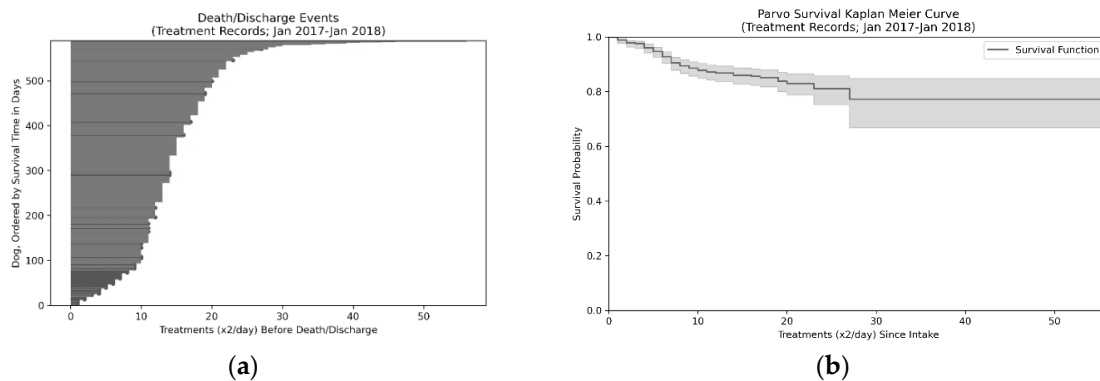 Death/Discharge Events
(Treatment Records; Jan 2017-Jan 2018)
500
400
300
200
100
0
Dog, Ordered by Survival Time in Days
0 10 20 30 40 50
Treatments (x2/day) Before Death/Discharge
(a)
Parvo Survival Kaplan Meier Curve
(Treatment Records; Jan 2017-Jan 2018)
Survival Function
1.0
0.8
0.6
0.4
0.2
0.0
Survival Probability
0 10 20 30 40 50
Treatments (x2/day) Since Intake
(b)